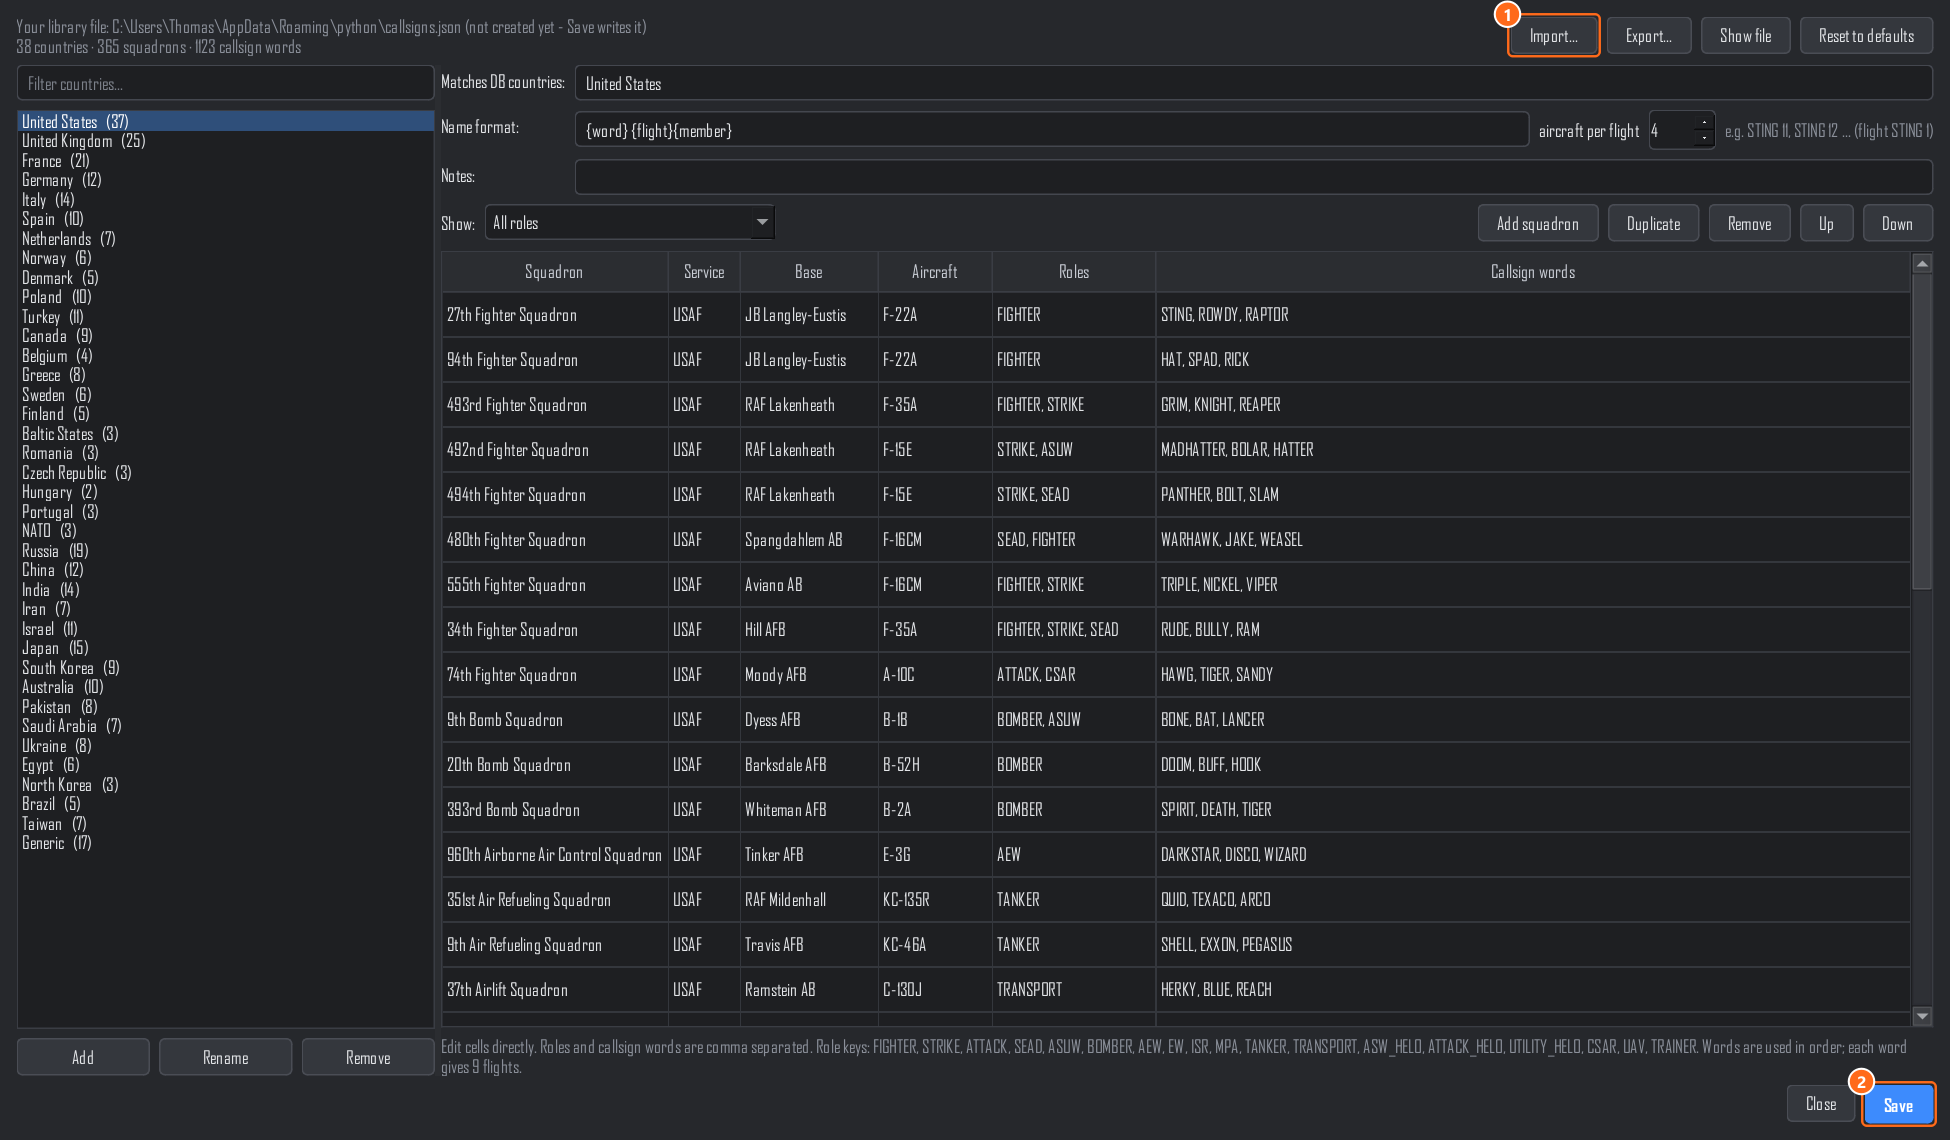 Your library file: C:\Users\Thomas\AppData\Roaming\python\callsigns.json (not created yet - Save writes it)
38 countries · 365 squadrons · 1123 callsign words
1
Import...
Export...
Show file
Reset to defaults
Filter countries...
Matches DB countries:
United States
Name format:
{word} {flight}{member}
aircraft per flight
4
e.g. STING 11, STING 12 ... (flight STING 1)
Notes:
Show:
All roles
Add squadron
Duplicate
Remove
Up
Down
United States (37)
United Kingdom (25)
France (21)
Germany (12)
Italy (14)
Spain (10)
Netherlands (7)
Norway (6)
Denmark (5)
Poland (10)
Turkey (11)
Canada (9)
Belgium (4)
Greece (8)
Sweden (6)
Finland (5)
Baltic States (3)
Romania (3)
Czech Republic (3)
Hungary (2)
Portugal (3)
NATO (3)
Russia (19)
China (12)
India (14)
Iran (7)
Israel (11)
Japan (15)
South Korea (9)
Australia (10)
Pakistan (8)
Saudi Arabia (7)
Ukraine (8)
Egypt (6)
North Korea (3)
Brazil (5)
Taiwan (7)
Generic (17)
Add
Rename
Remove
Squadron Service Base Aircraft Roles Callsign words
27th Fighter Squadron USAF JB Langley-Eustis F-22A FIGHTER STING, ROWDY, RAPTOR
94th Fighter Squadron USAF JB Langley-Eustis F-22A FIGHTER HAT, SPAD, RICK
493rd Fighter Squadron USAF RAF Lakenheath F-35A FIGHTER, STRIKE GRIM, KNIGHT, REAPER
492nd Fighter Squadron USAF RAF Lakenheath F-15E STRIKE, ASUW MADHATTER, BOLAR, HATTER
494th Fighter Squadron USAF RAF Lakenheath F-15E STRIKE, SEAD PANTHER, BOLT, SLAM
480th Fighter Squadron USAF Spangdahlem AB F-16CM SEAD, FIGHTER WARHAWK, JAKE, WEASEL
555th Fighter Squadron USAF Aviano AB F-16CM FIGHTER, STRIKE TRIPLE, NICKEL, VIPER
34th Fighter Squadron USAF Hill AFB F-35A FIGHTER, STRIKE, SEAD RUDE, BULLY, RAM
74th Fighter Squadron USAF Moody AFB A-10C ATTACK, CSAR HAWG, TIGER, SANDY
9th Bomb Squadron USAF Dyess AFB B-1B BOMBER, ASUW BONE, BAT, LANCER
20th Bomb Squadron USAF Barksdale AFB B-52H BOMBER DOOM, BUFF, HOOK
393rd Bomb Squadron USAF Whiteman AFB B-2A BOMBER SPIRIT, DEATH, TIGER
960th Airborne Air Control Squadron USAF Tinker AFB E-3G AEW DARKSTAR, DISCO, WIZARD
351st Air Refueling Squadron USAF RAF Mildenhall KC-135R TANKER QUID, TEXACO, ARCO
9th Air Refueling Squadron USAF Travis AFB KC-46A TANKER SHELL, EXXON, PEGASUS
37th Airlift Squadron USAF Ramstein AB C-130J TRANSPORT HERKY, BLUE, REACH
Edit cells directly. Roles and callsign words are comma separated. Role keys: FIGHTER, STRIKE, ATTACK, SEAD, ASUW, BOMBER, AEW, EW, ISR, MPA, TANKER, TRANSPORT, ASW_HELO, ATTACK_HELO, UTILITY_HELO, CSAR, UAV, TRAINER. Words are used in order; each word
gives 9 flights.
2
Close
Save